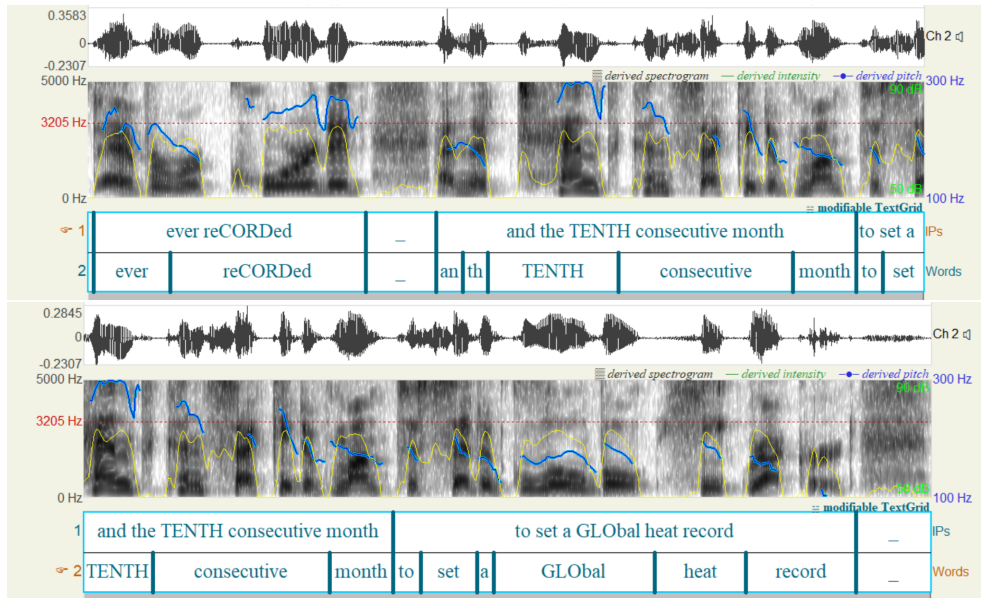 0.3583
0
-0.2307
Ch 2
derived spectrogram derived intensity derived pitch
5000 Hz 300 Hz
90 dB
3205 Hz
50 dB
0 Hz 100 Hz
modifiable TextGrid
1 ever reCORDed _ and the TENTH consecutive month to set a IPs
2 ever reCORDed _ an th TENTH consecutive month to set Words
0.2845
0
-0.2307
Ch 2
derived spectrogram derived intensity derived pitch
5000 Hz 300 Hz
90 dB
3205 Hz
50 dB
0 Hz 100 Hz
modifiable TextGrid
1 and the TENTH consecutive month to set a GLObal heat record _ IPs
2 TENTH consecutive month to set a GLObal heat record _ Words